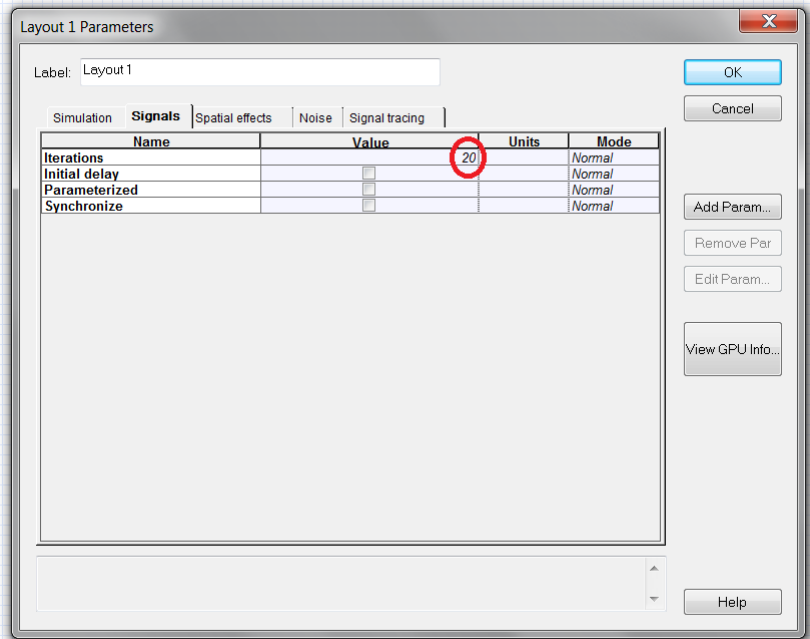 Layout 1 Parameters
X
Label: Layout 1
OK
Cancel
Simulation Signals Spatial effects Noise Signal tracing
Name Value Units Mode
Iterations 20 Normal
Initial delay Normal
Parameterized Normal
Synchronize Normal
Add Param...
Remove Par
Edit Param...
View GPU Info...
Help